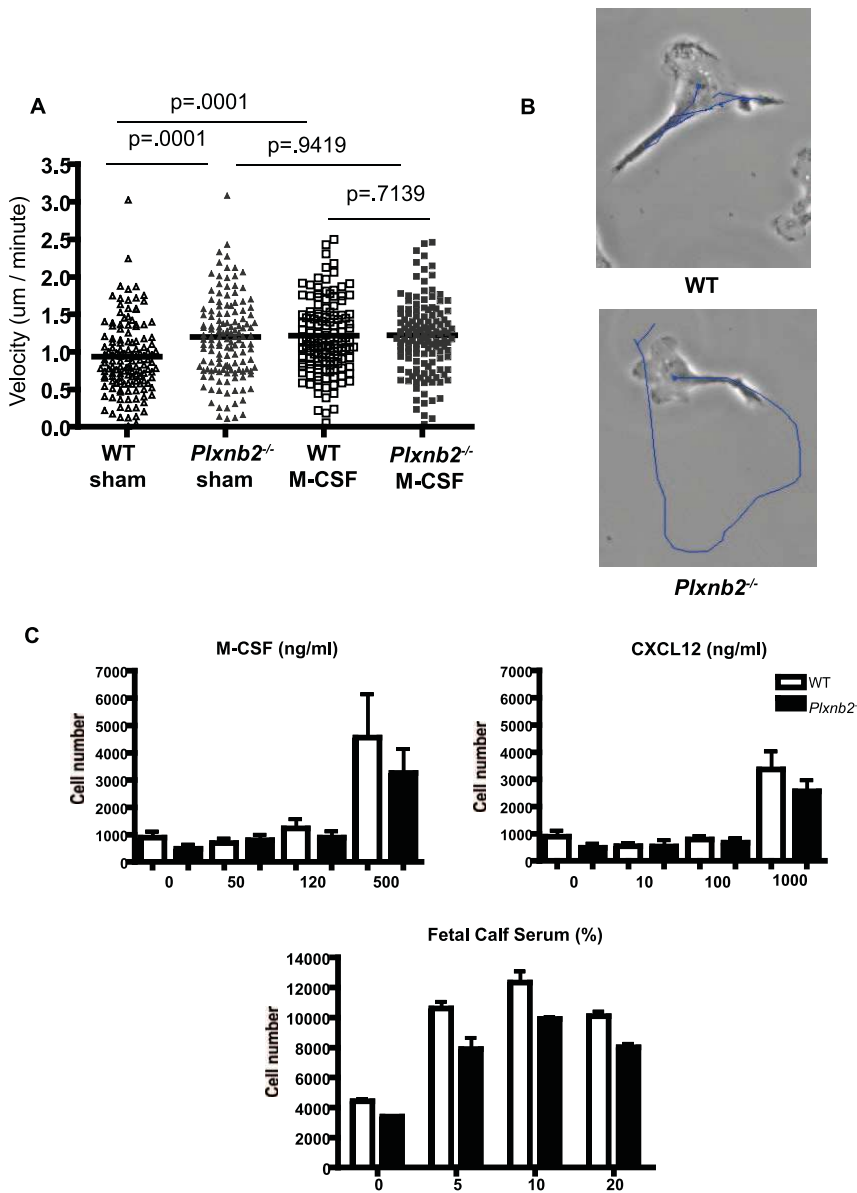 A
p=.0001
p=.0001
p=.9419
p=.7139
Velocity (um / minute)
3.5
3.0
2.5
2.0
1.5
1.0
0.5
0.0
WT
sham
Plxnb2-/-
sham
WT
M-CSF
Plxnb2-/-
M-CSF
B
WT
Plxnb2-/-
C
M-CSF (ng/ml)
Cell number
7000
6000
5000
4000
3000
2000
1000
0
0 50 120 500
CXCL12 (ng/ml)
Cell number
7000
6000
5000
4000
3000
2000
1000
0
0 10 100 1000
WT
Plxnb2-
Fetal Calf Serum (%)
Cell number
14000
12000
10000
8000
6000
4000
2000
0
0 5 10 20